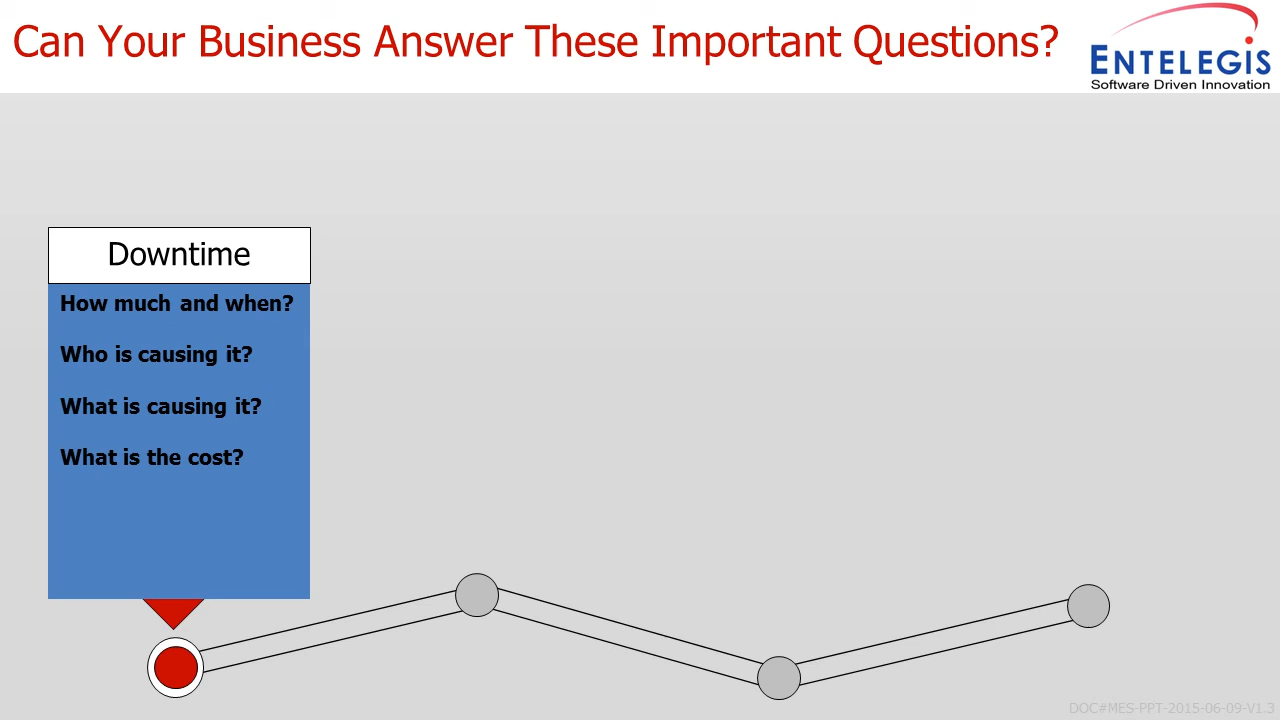 Can Your Business Answer These Important Questions?
ENTELEGIS
Software Driven Innovation
Downtime
How much and when?
Who is causing it?
What is causing it?
What is the cost?
DOC#MES-PPT-2015-06-09-V1.3